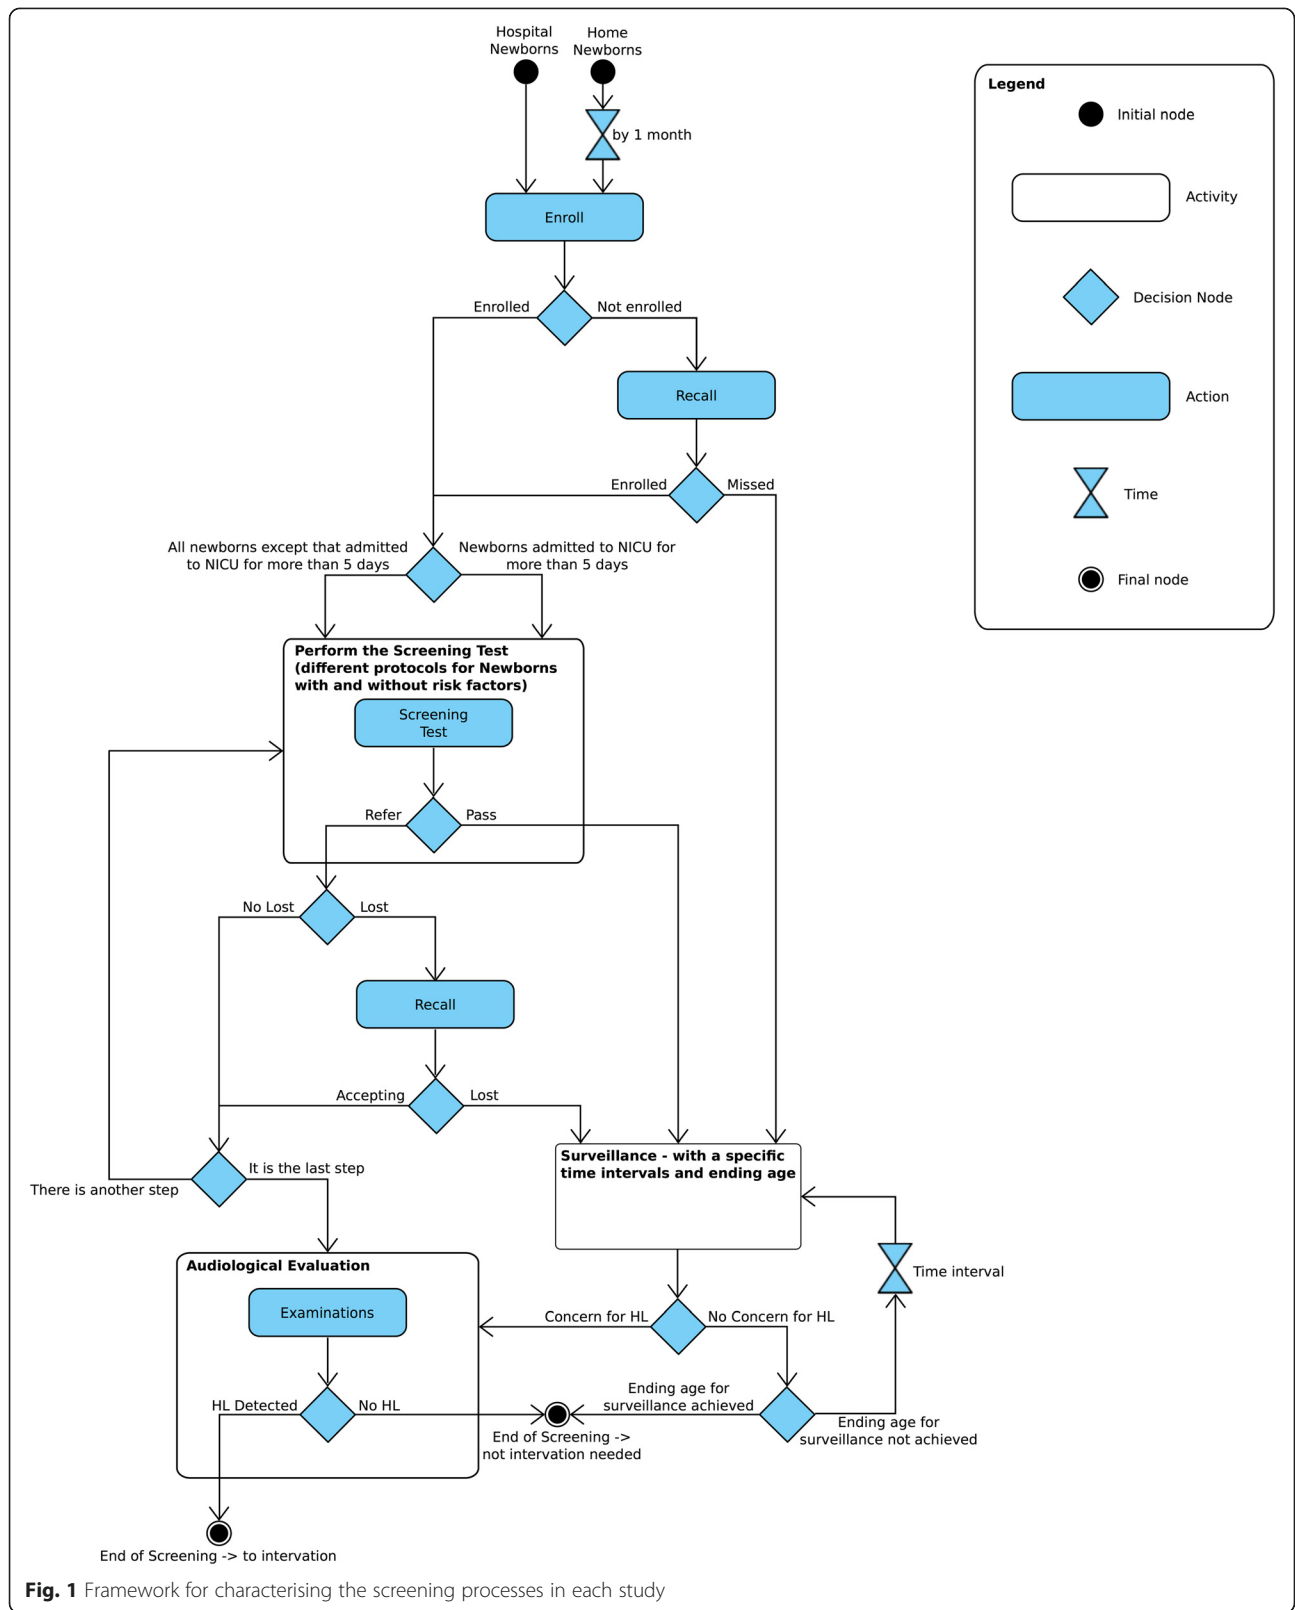 Hospital
Newborns
Home
Newborns
by 1 month
Enroll
Enrolled
Not enrolled
Recall
Enrolled
Missed
All newborns except that admitted
to NICU for more than 5 days
Newborns admitted to NICU for
more than 5 days
Perform the Screening Test
(different protocols for Newborns
with and without risk factors)
Screening
Test
Refer
Pass
No Lost
Lost
Recall
Accepting
Lost
It is the last step
There is another step
Surveillance - with a specific
time intervals and ending age
Time interval
Audiological Evaluation
Examinations
Concern for HL
No Concern for HL
HL Detected
No HL
Ending age for
surveillance achieved
Ending age for
surveillance not achieved
End of Screening ->
not intervation needed
End of Screening -> to intervation
Legend
Initial node
Activity
Decision Node
Action
Time
Final node
Fig. 1 Framework for characterising the screening processes in each study